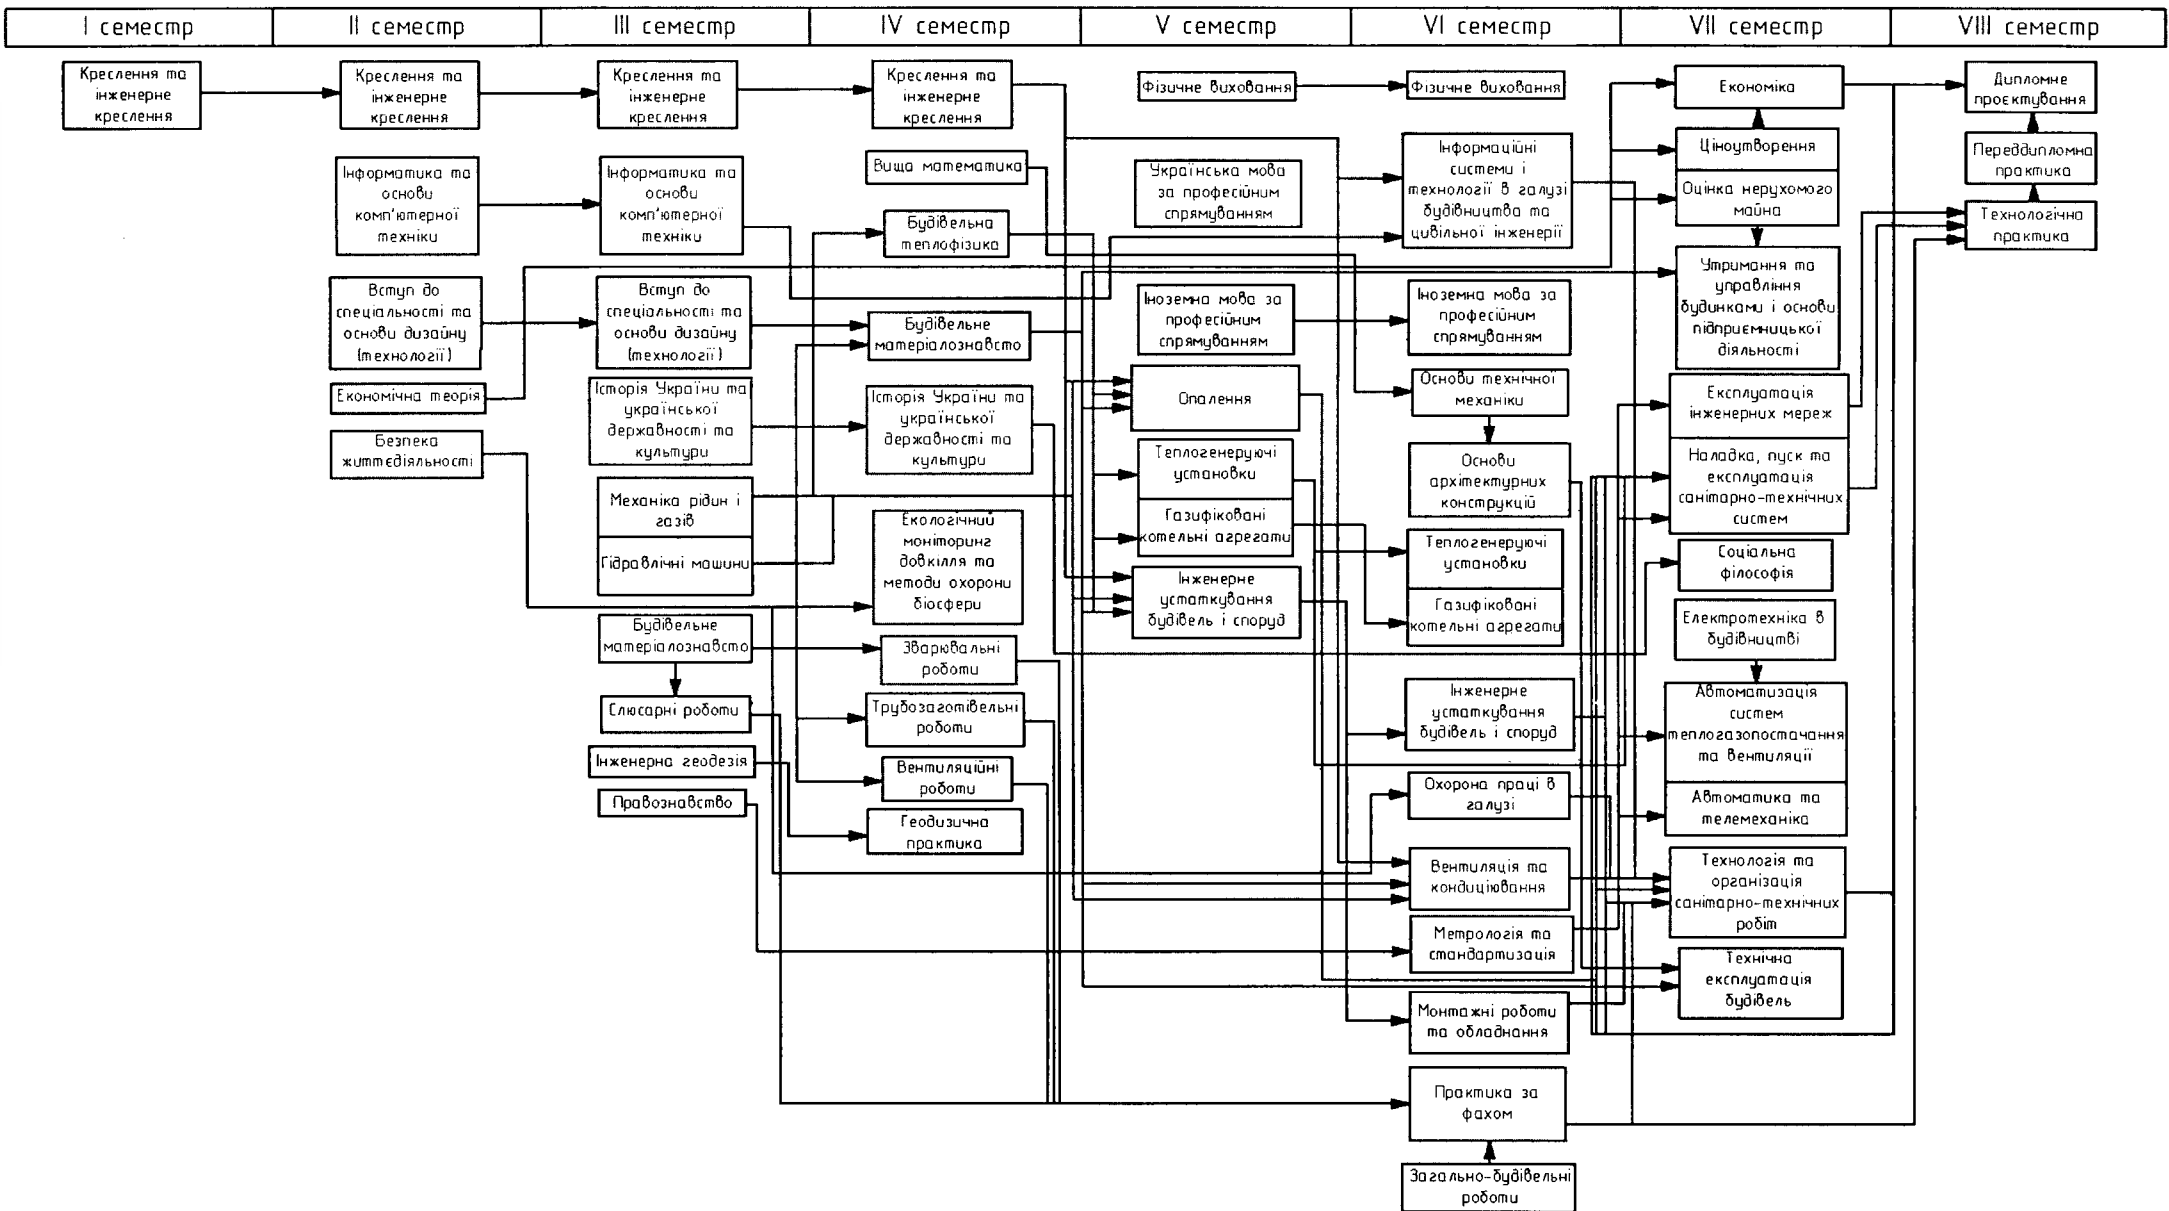 I семестр
II семестр
III семестр
IV семестр
V семестр
VI семестр
VII семестр
VIII семестр
Креслення та
інженерне
креслення
Креслення та
інженерне
креслення
Інформатика та
основи
комп'ютерної
техніки
Вступ до
спеціальності та
основи дизайну
(технології)
Економічна теорія
Безпека
життєдіяльності
Креслення та
інженерне
креслення
Інформатика та
основи
комп'ютерної
техніки
Вступ до
спеціальності та
основи дизайну
(технології)
Історія України та
української
державності та
культури
Механіка рідин і
газів
Гідравлічні машини
Будівельне
матеріалознавсто
Слюсарні роботи
Інженерна геодезія
Правознавство
Креслення та
інженерне
креслення
Вища математика
Будівельна
теплофізика
Будівельне
матеріалознавсто
Історія України та
української
державності та
культури
Екологічний
моніторинг
довкілля та
методи охорони
біосфери
Зварювальні
роботи
Трубозаготівельні
роботи
Вентиляційні
роботи
Геодизична
практика
Фізичне виховання
Українська мова
за професійним
спрямуванням
Іноземна мова за
професійним
спрямуванням
Опалення
Теплогенеруючі
установки
Газифіковані
котельні агрегати
Інженерне
устаткування
будівель і споруд
Фізичне виховання
Інформаційні
системи і
технології в галузі
будівництва та
цивільної інженерії
Іноземна мова за
професійним
спрямуванням
Основи технічної
механіки
Основи
архітектурних
конструкцій
Теплогенеруючі
установки
Газифіковані
котельні агрегати
Інженерне
устаткування
будівель і споруд
Охорона праці в
галузі
Вентиляція та
кондиціювання
Метрологія та
стандартизація
Монтажні роботи
та обладнання
Практика за
фахом
Загально-будівельні
роботи
Економіка
Ціноутворення
Оцінка нерухомого
майна
Утримання та
управління
будинками і основи
підприємницької
діяльності
Експлуатація
інженерних мереж
Наладка, пуск та
експлуатація
санітарно-технічних
систем
Соціальна
філософія
Електротехніка в
будівництві
Автоматизація
систем
теплогазопостачання
та вентиляції
Автоматика та
телемеханіка
Технологія та
організація
санітарно-технічних
робіт
Технічна
експлуатація
будівель
Дипломне
проєктування
Переддипломна
практика
Технологічна
практика